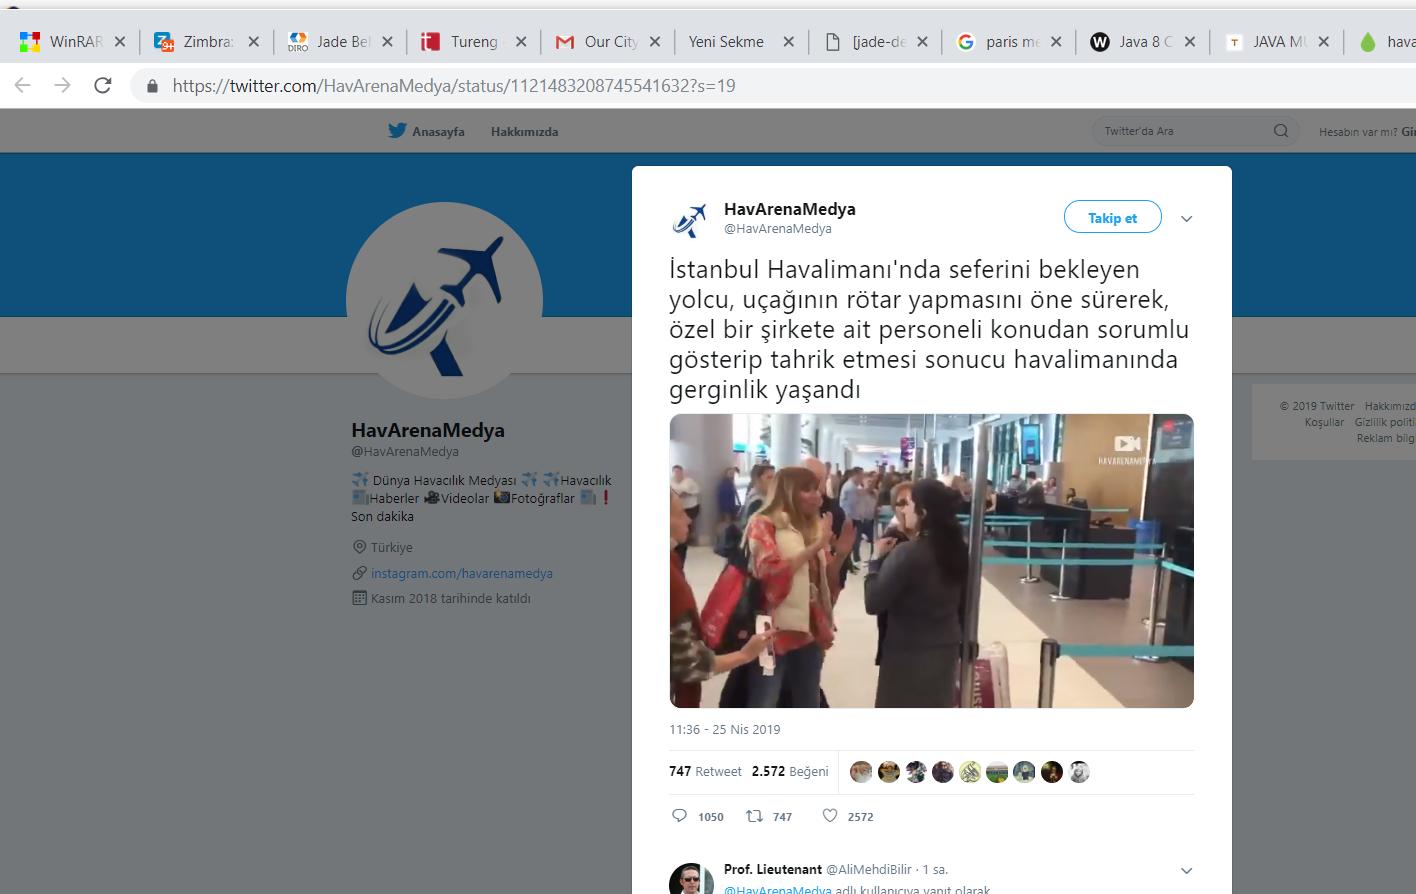 WinRAR
Zimbra:
DIRO
Jade Bel
Tureng
Our City
Yeni Sekme
[jade-de
paris me
W
Java 8 C
T
JAVA MU
hava
https://twitter.com/HavArenaMedya/status/1121483208745541632?s=19
Anasayfa Hakkımızda
Twitter'da Ara
Hesabın var mı? Gir
HavArenaMedya
@HavArenaMedya
Takip et
İstanbul Havalimanı'nda seferini bekleyen
yolcu, uçağının rötar yapmasını öne sürerek,
özel bir şirkete ait personeli konudan sorumlu
gösterip tahrik etmesi sonucu havalimanında
gerginlik yaşandı
HAVARENAMEDYA
11:36 - 25 Nis 2019
747 Retweet 2.572 Beğeni
1050 747 2572
Prof. Lieutenant @AliMehdiBilir · 1 sa.
@HavArenaMedya adlı kullanıcıya yanıt olarak
HavArenaMedya
@HavArenaMedya
Dünya Havacılık Medyası Havacılık
Haberler Videolar Fotoğraflar
Son dakika
Türkiye
instagram.com/havarenamedya
Kasım 2018 tarihinde katıldı
© 2019 Twitter Hakkımızd
Koşullar Gizlilik politi
Reklam bilg